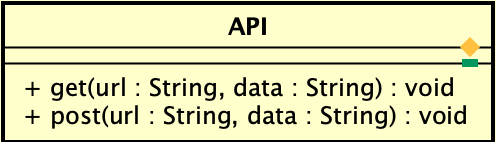 API
+ get(url : String, data : String) : void
+ post(url : String, data : String) : void